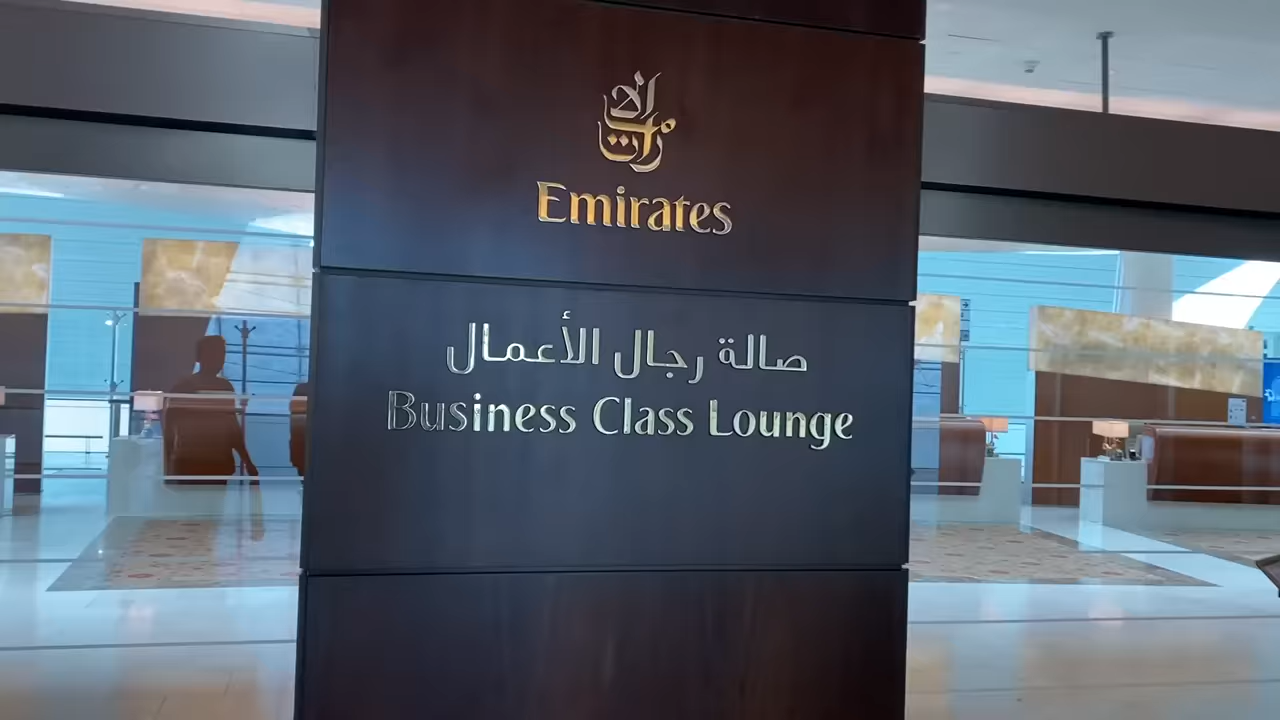 الإمارات
Emirates
صالة رجال الأعمال
Business Class Lounge